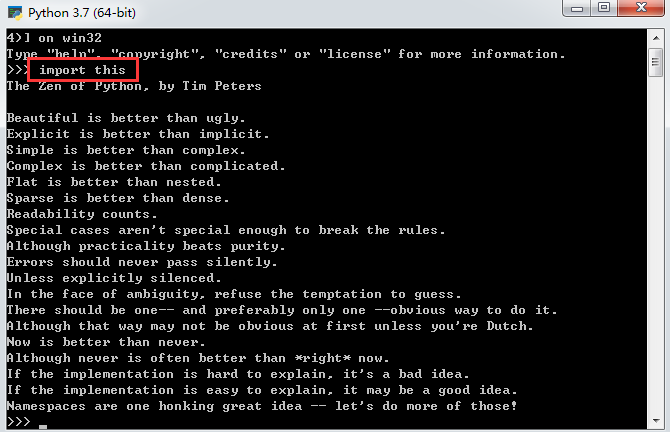 Python 3.7 (64-bit)
4)] on win32
Type "help", "copyright", "credits" or "license" for more information.
>>> import this
The Zen of Python, by Tim Peters
Beautiful is better than ugly.
Explicit is better than implicit.
Simple is better than complex.
Complex is better than complicated.
Flat is better than nested.
Sparse is better than dense.
Readability counts.
Special cases aren't special enough to break the rules.
Although practicality beats purity.
Errors should never pass silently.
Unless explicitly silenced.
In the face of ambiguity, refuse the temptation to guess.
There should be one-- and preferably only one --obvious way to do it.
Although that way may not be obvious at first unless you're Dutch.
Now is better than never.
Although never is often better than *right* now.
If the implementation is hard to explain, it's a bad idea.
If the implementation is easy to explain, it may be a good idea.
Namespaces are one honking great idea -- let's do more of those!
>>> _